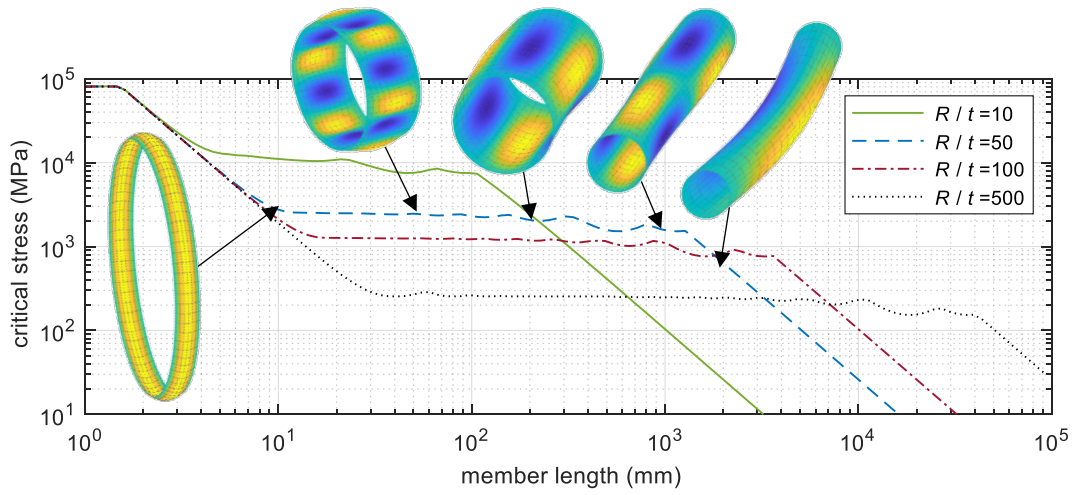 10^5
10^4
10^3
10^2
10^1
critical stress (MPa)
R / t =10
R / t =50
R / t =100
R / t =500
10^0 10^1 10^2 10^3 10^4 10^5
member length (mm)